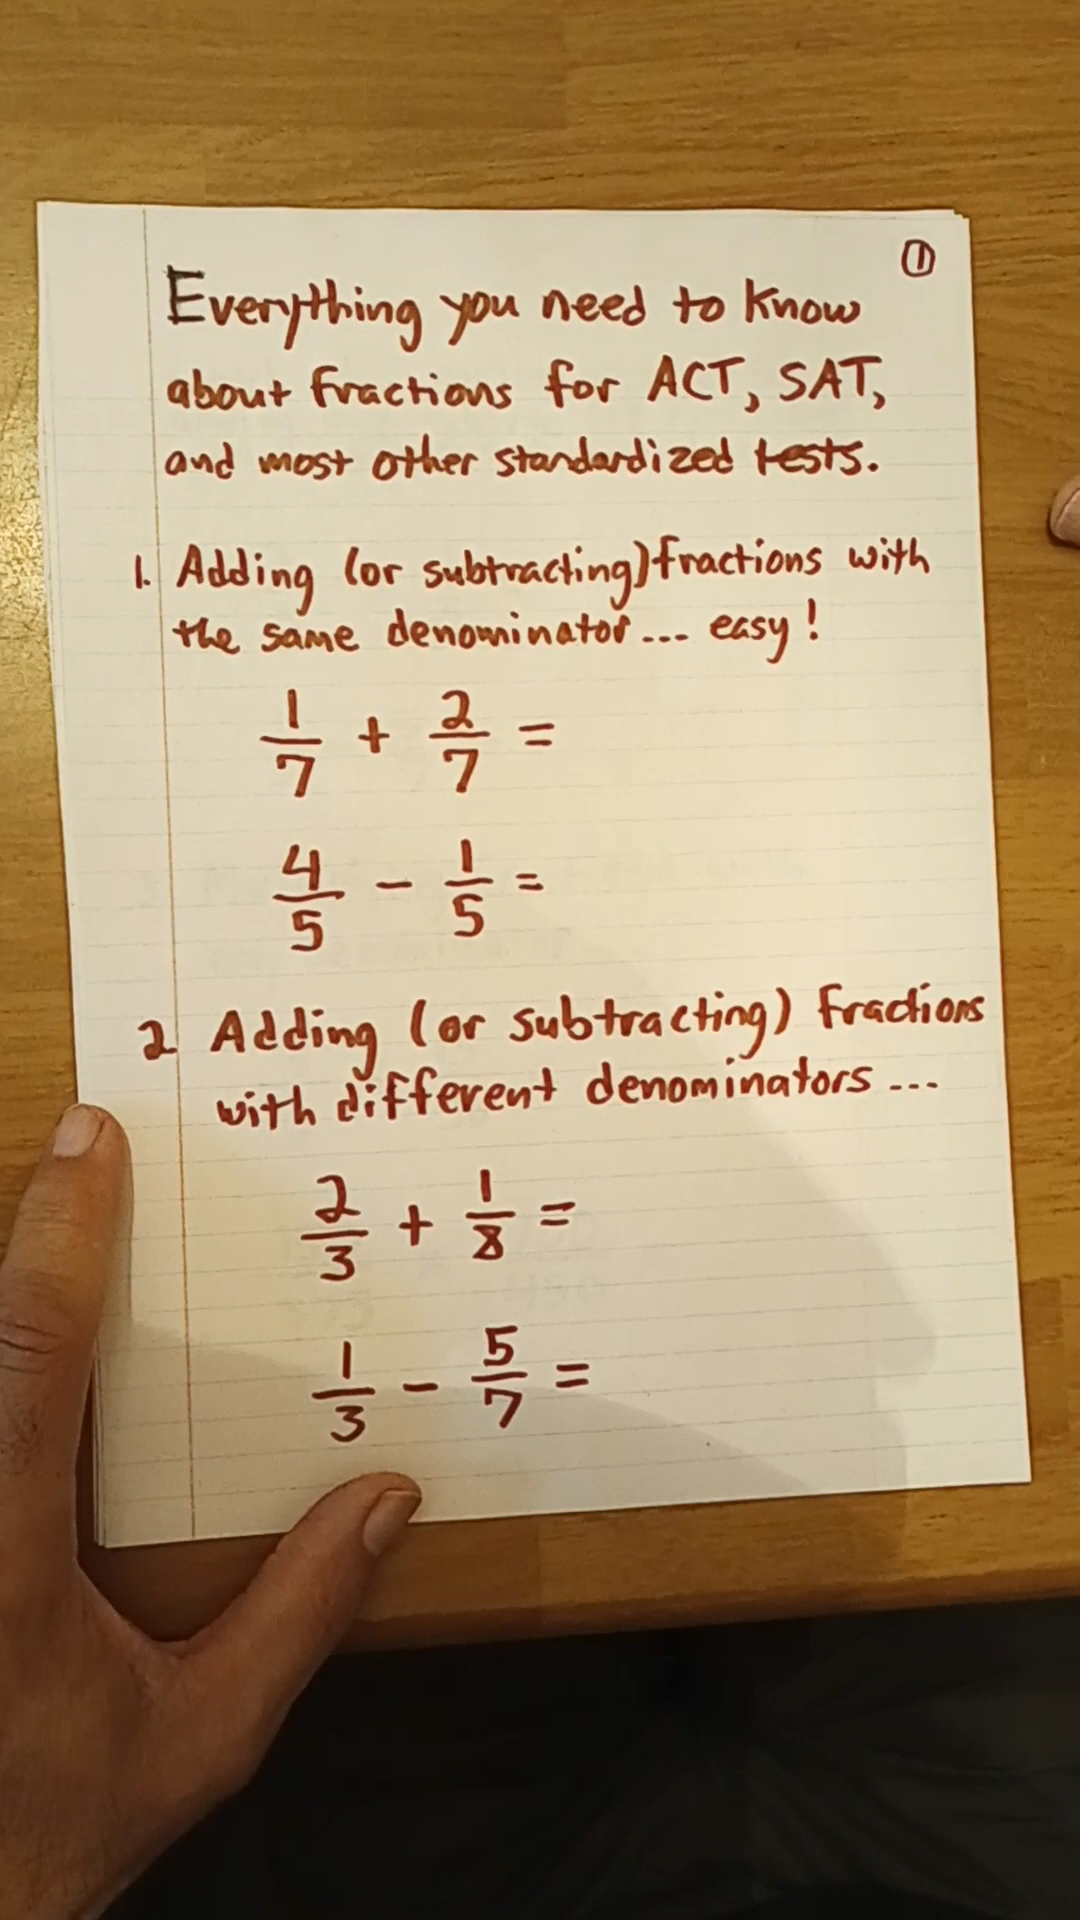 ①
Everything you need to know
about fractions for ACT, SAT,
and most other standardized tests.
1. Adding (or subtracting) fractions with
the same denominator... easy!
1/7 + 2/7 =
4/5 - 1/5 =
2 Adding (or subtracting) fractions
with different denominators...
2/3 + 1/8 =
1/3 - 5/7 =